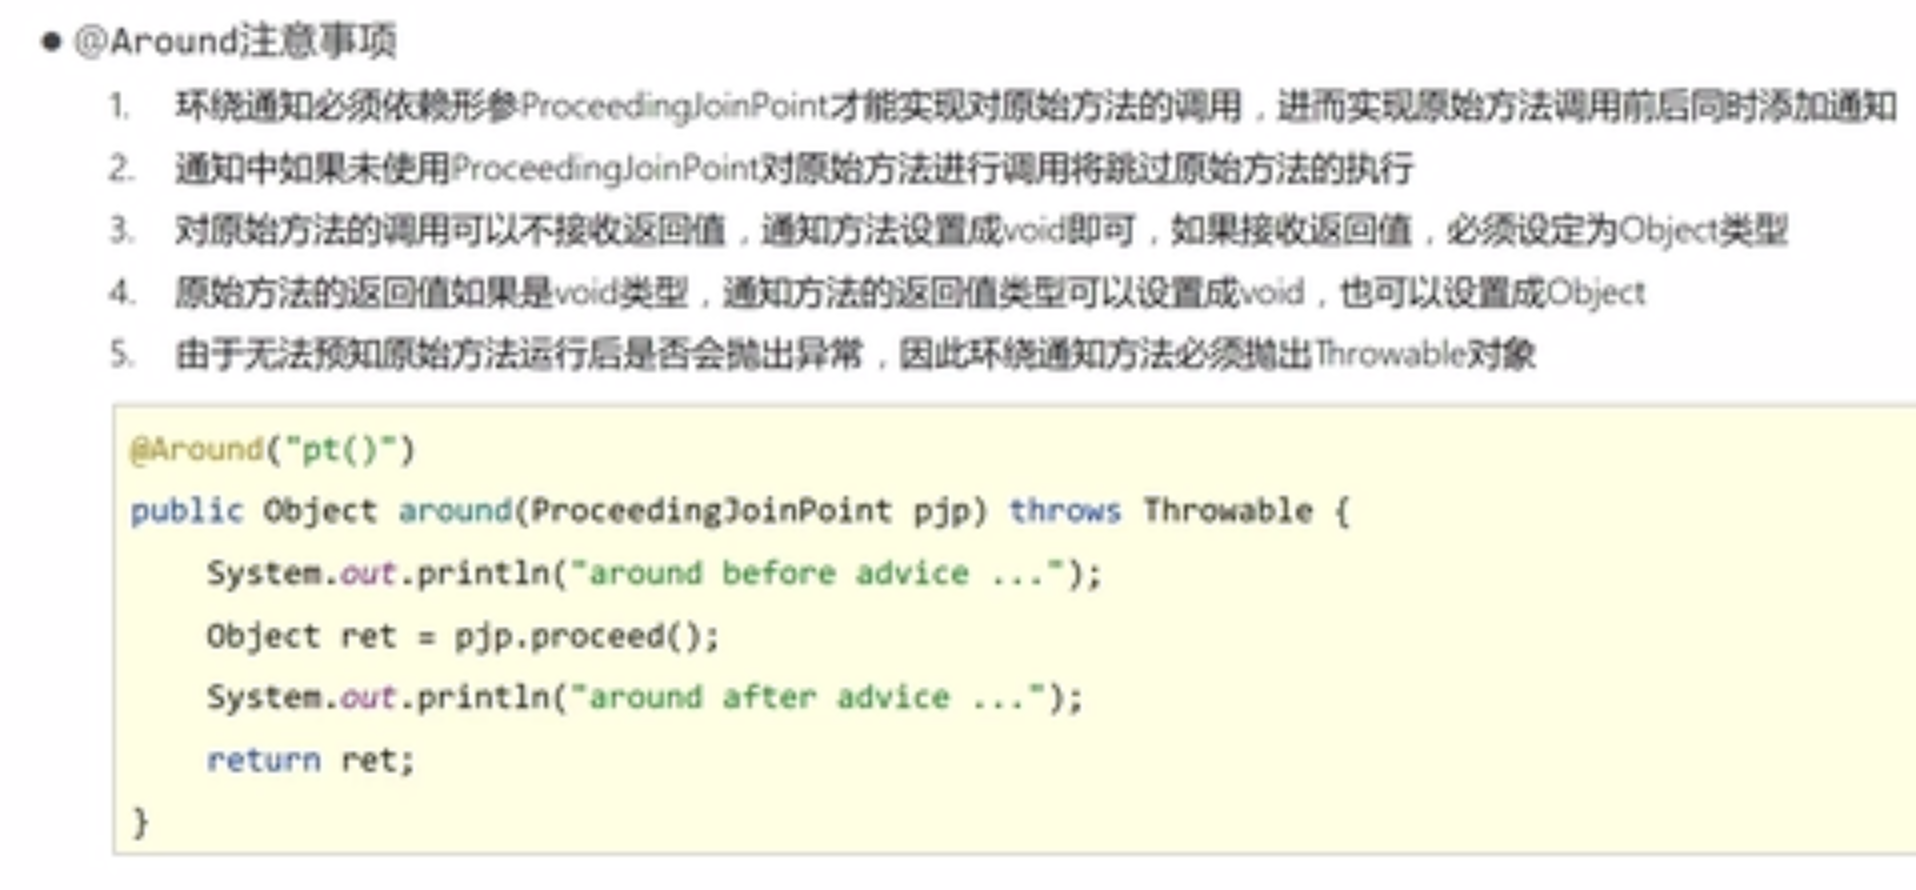 ● @Around注意事项
1. 环绕通知必须依赖形参ProceedingJoinPoint才能实现对原始方法的调用，进而实现原始方法调用前后同时添加通知
2. 通知中如果未使用ProceedingJoinPoint对原始方法进行调用将跳过原始方法的执行
3. 对原始方法的调用可以不接收返回值，通知方法设置成void即可，如果接收返回值，必须设定为Object类型
4. 原始方法的返回值如果是void类型，通知方法的返回值类型可以设置成void，也可以设置成Object
5. 由于无法预知原始方法运行后是否会抛出异常，因此环绕通知方法必须抛出Throwable对象
@Around("pt()")
public Object around(ProceedingJoinPoint pjp) throws Throwable {
    System.out.println("around before advice ...");
    Object ret = pjp.proceed();
    System.out.println("around after advice ...");
    return ret;
}